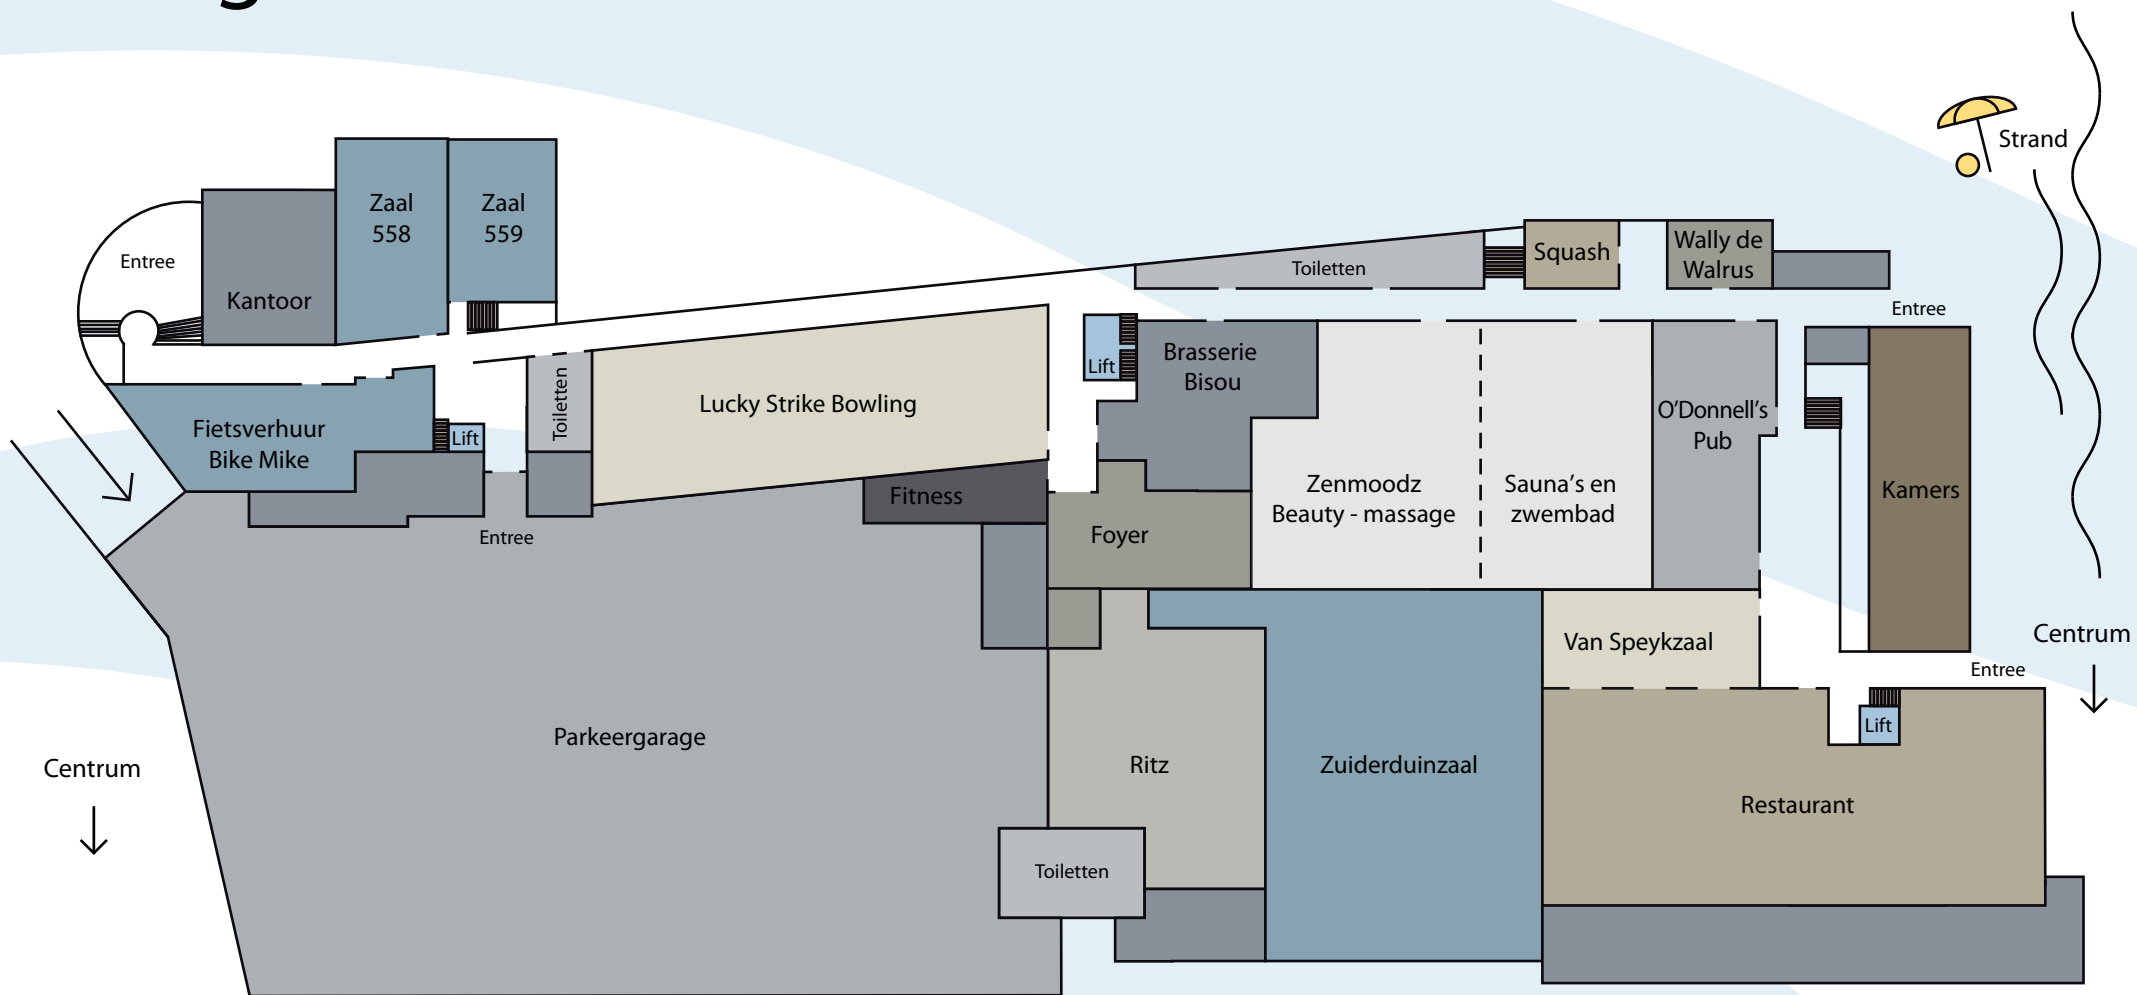 Strand
Zaal
558
Zaal
559
Entree
Kantoor
Toiletten
Squash
Wally de
Walrus
Entree
Lift
Brasserie
Bisou
Toiletten
Lucky Strike Bowling
O'Donnell's
Pub
Fietsverhuur
Bike Mike
Lift
Fitness
Zenmoodz
Beauty - massage
Sauna's en
zwembad
Kamers
Entree
Foyer
Van Speykzaal
Centrum
Entree
Parkeergarage
Ritz
Zuiderduinzaal
Lift
Centrum
Restaurant
Toiletten